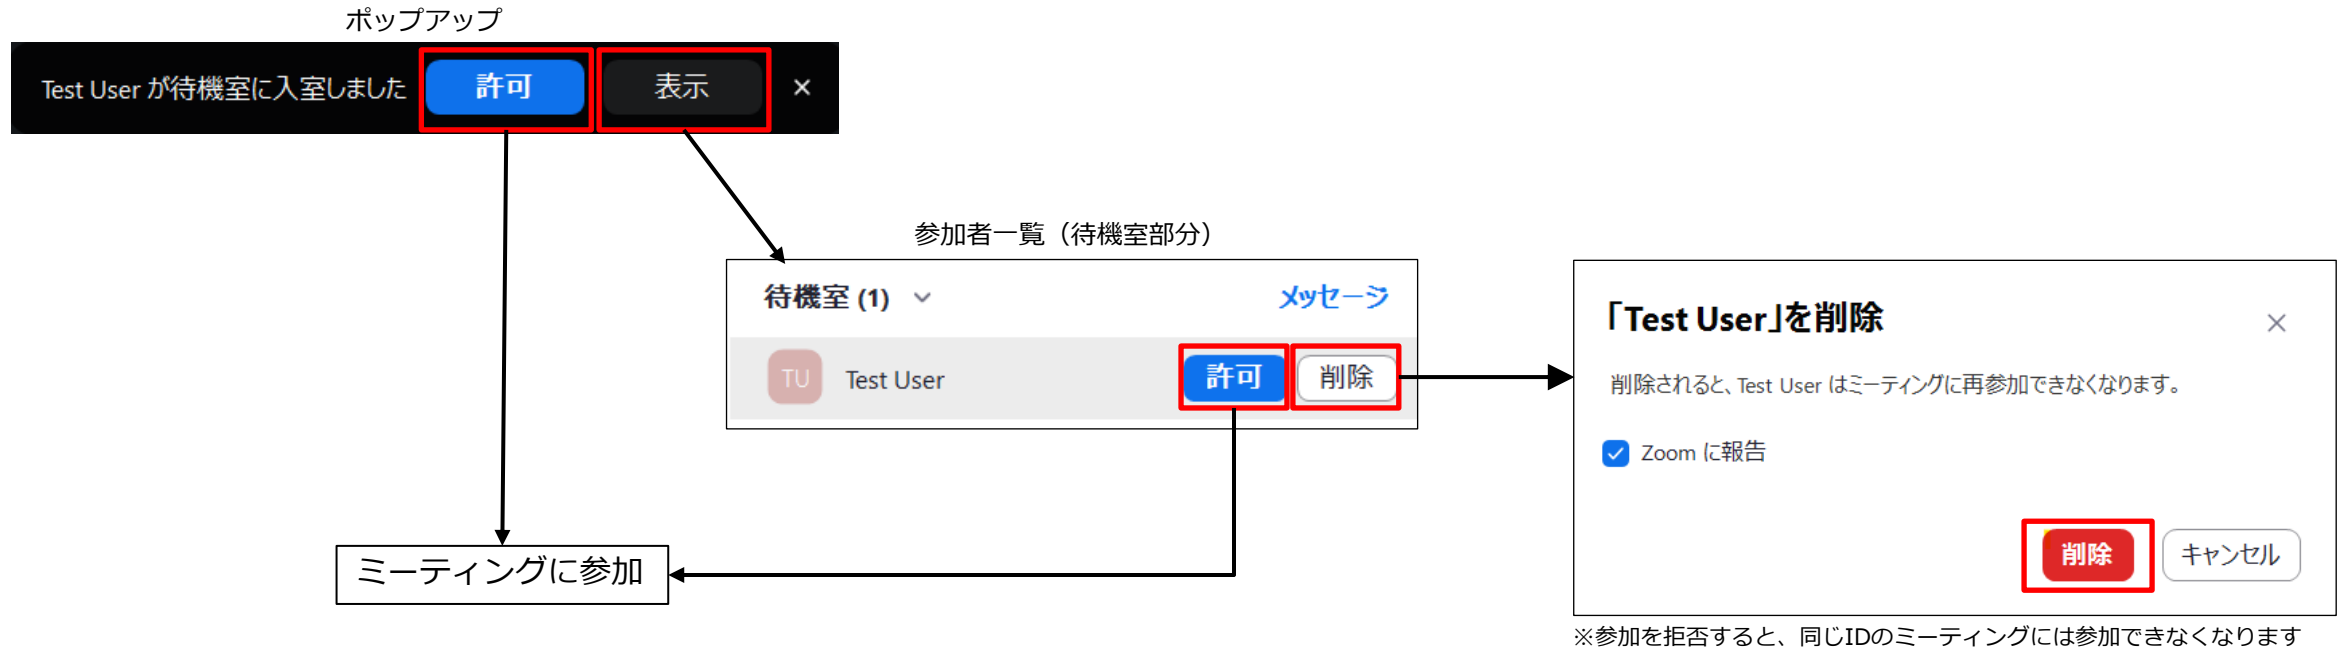 ポップアップ
Test User が待機室に入室しました 許可 表示 ×
参加者一覧（待機室部分）
待機室 (1) メッセージ
TU Test User 許可 削除
ミーティングに参加
「Test User」を削除 ×
削除されると、Test User はミーティングに再参加できなくなります。
Zoom に報告
削除 キャンセル
※参加を拒否すると、同じIDのミーティングには参加できなくなります